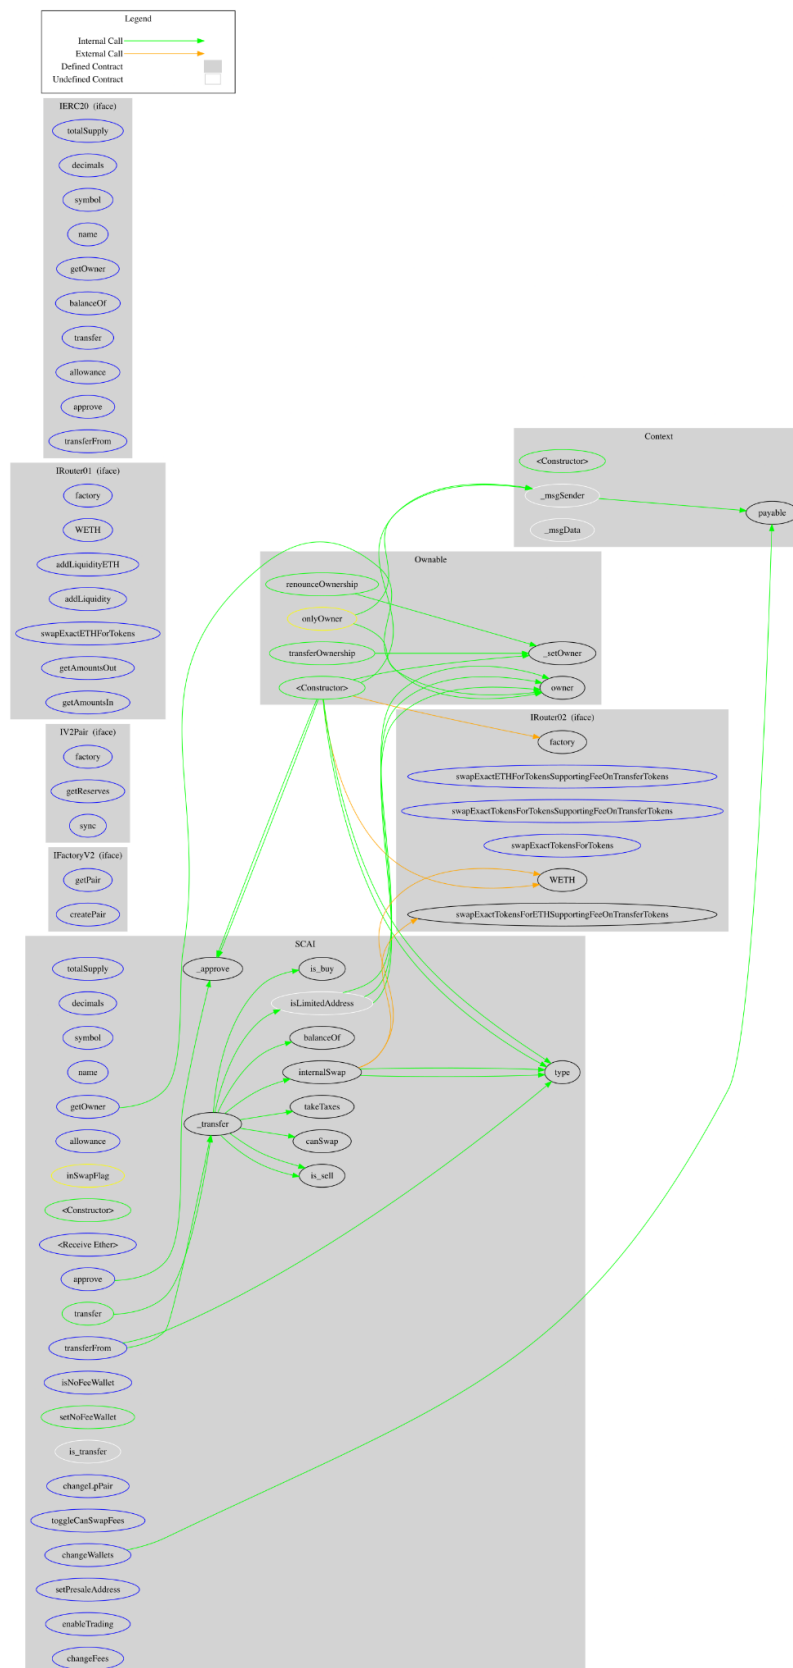 Legend
Internal Call
External Call
Defined Contract
Undefined Contract
IERC20 (iface)
totalSupply
decimals
symbol
name
getOwner
balanceOf
transfer
allowance
approve
transferFrom
IRouter01 (iface)
factory
WETH
addLiquidityETH
addLiquidity
swapExactETHForTokens
getAmountsOut
getAmountsIn
Context
<Constructor>
_msgSender
payable
_msgData
Ownable
renounceOwnership
onlyOwner
transferOwnership
_setOwner
<Constructor>
owner
IRouter02 (iface)
factory
swapExactETHForTokensSupportingFeeOnTransferTokens
swapExactTokensForTokensSupportingFeeOnTransferTokens
swapExactTokensForTokens
WETH
swapExactTokensForETHSupportingFeeOnTransferTokens
IV2Pair (iface)
factory
getReserves
sync
IFactoryV2 (iface)
getPair
createPair
SCAI
totalSupply
_approve
is_buy
decimals
isLimitedAddress
symbol
balanceOf
name
internalSwap
type
getOwner
takeTaxes
_transfer
allowance
canSwap
inSwapFlag
is_sell
<Constructor>
<Receive Ether>
approve
transfer
transferFrom
isNoFeeWallet
setNoFeeWallet
is_transfer
changeLpPair
toggleCanSwapFees
changeWallets
setPresaleAddress
enableTrading
changeFees